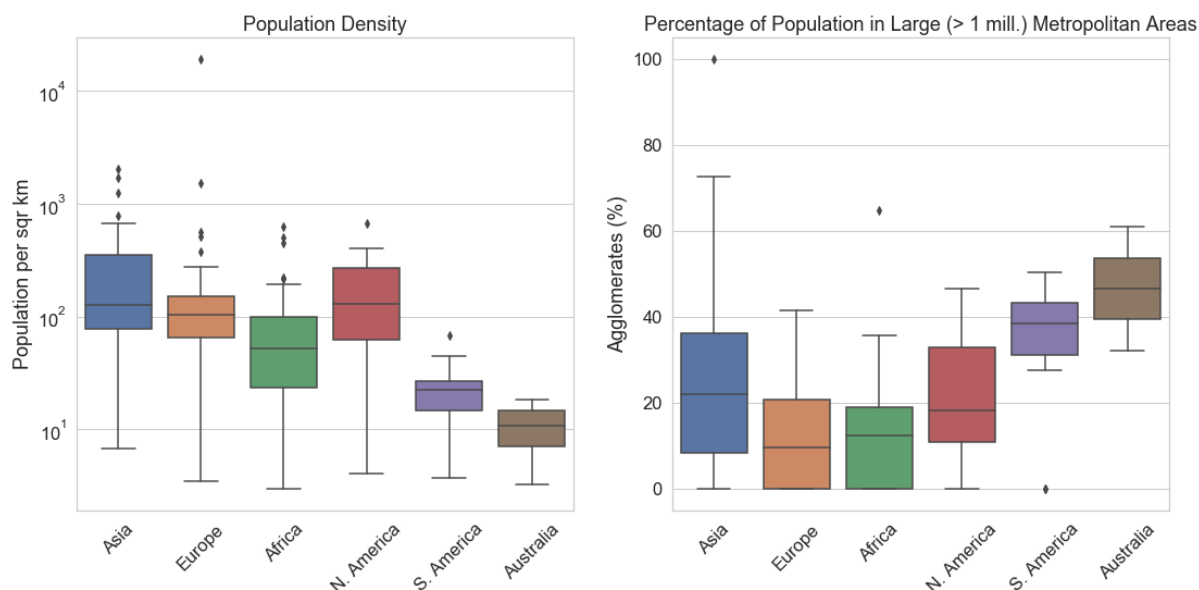 Population Density
Population per sqr km
10^4
10^3
10^2
10^1
Asia
Europe
Africa
N. America
S. America
Australia
Percentage of Population in Large (> 1 mill.) Metropolitan Areas
Agglomerates (%)
100
80
60
40
20
0
Asia
Europe
Africa
N. America
S. America
Australia